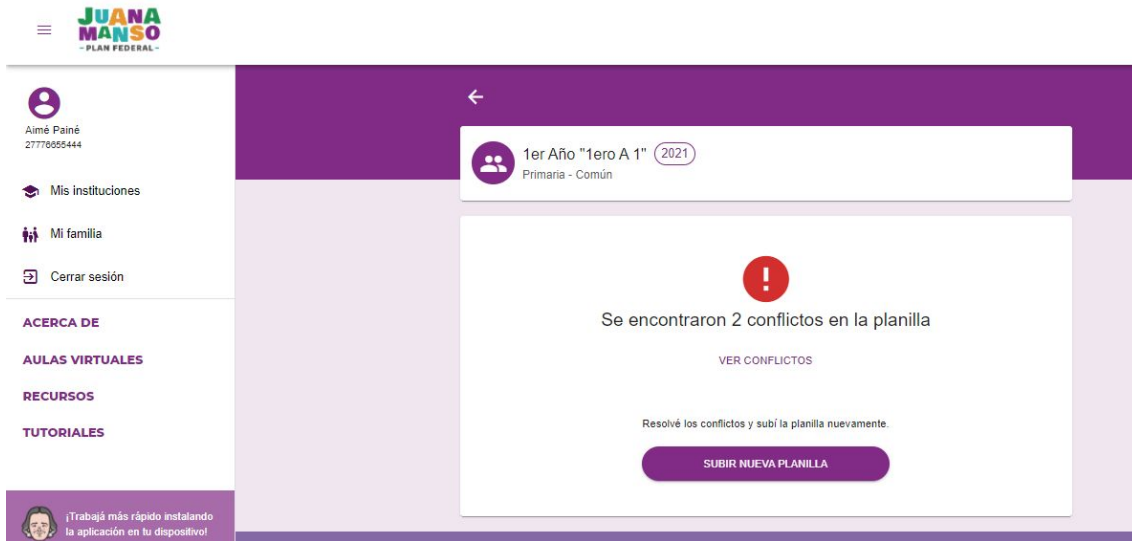 JUANA
MANSO
- PLAN FEDERAL -
Aimé Painé
27776655444
Mis instituciones
Mi familia
Cerrar sesión
ACERCA DE
AULAS VIRTUALES
RECURSOS
TUTORIALES
¡Trabajá más rápido instalando
la aplicación en tu dispositivo!
1er Año "1ero A 1" 2021
Primaria - Común
Se encontraron 2 conflictos en la planilla
VER CONFLICTOS
Resolvé los conflictos y subí la planilla nuevamente.
SUBIR NUEVA PLANILLA